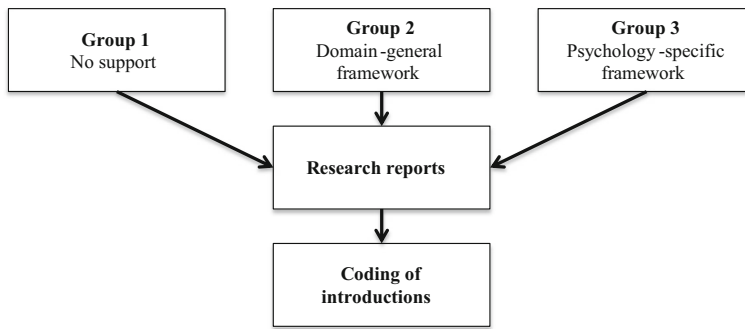 Group 1
No support
Group 2
Domain-general
framework
Group 3
Psychology-specific
framework
Research reports
Coding of
introductions